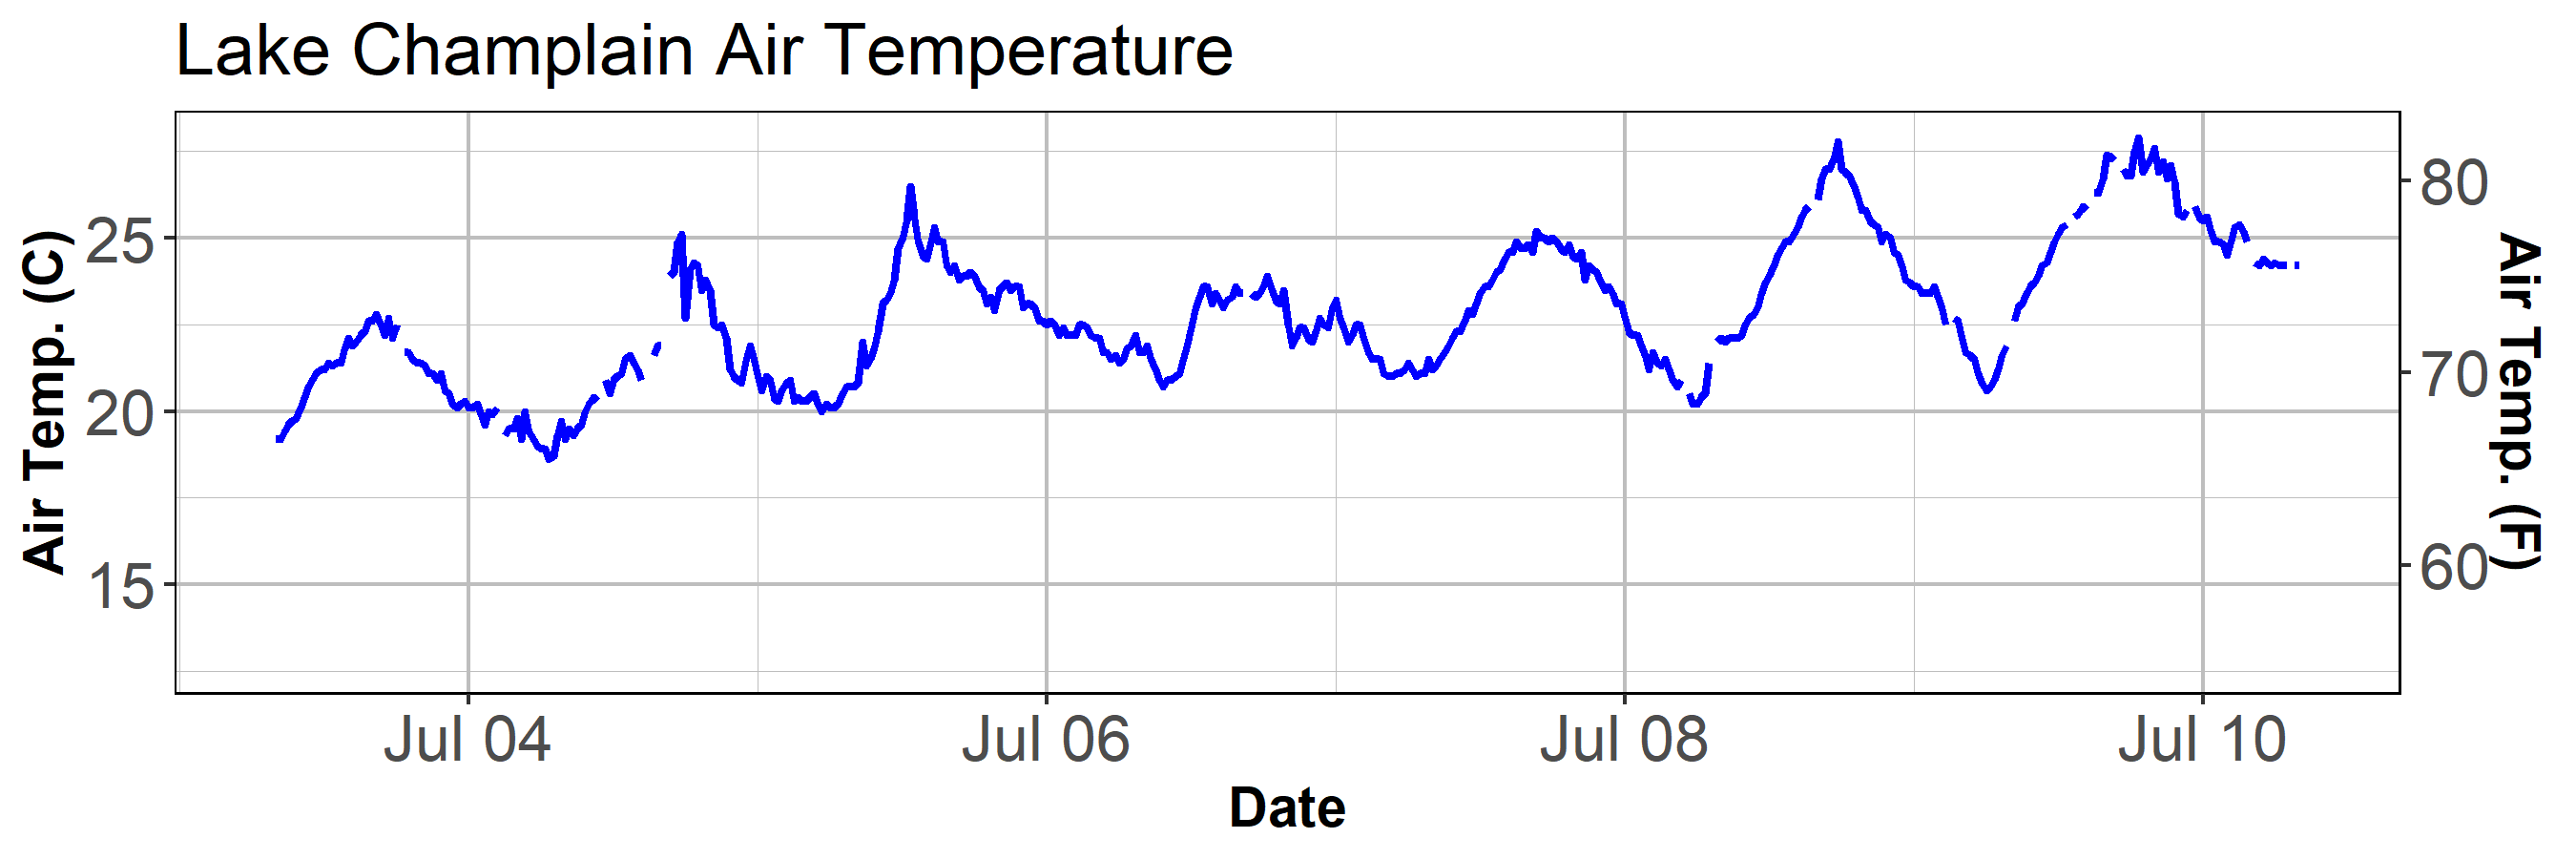 Lake Champlain Air Temperature
Air Temp. (C)
25
20
15
80
70
60
Air Temp. (F)
Jul 04 Jul 06 Jul 08 Jul 10
Date